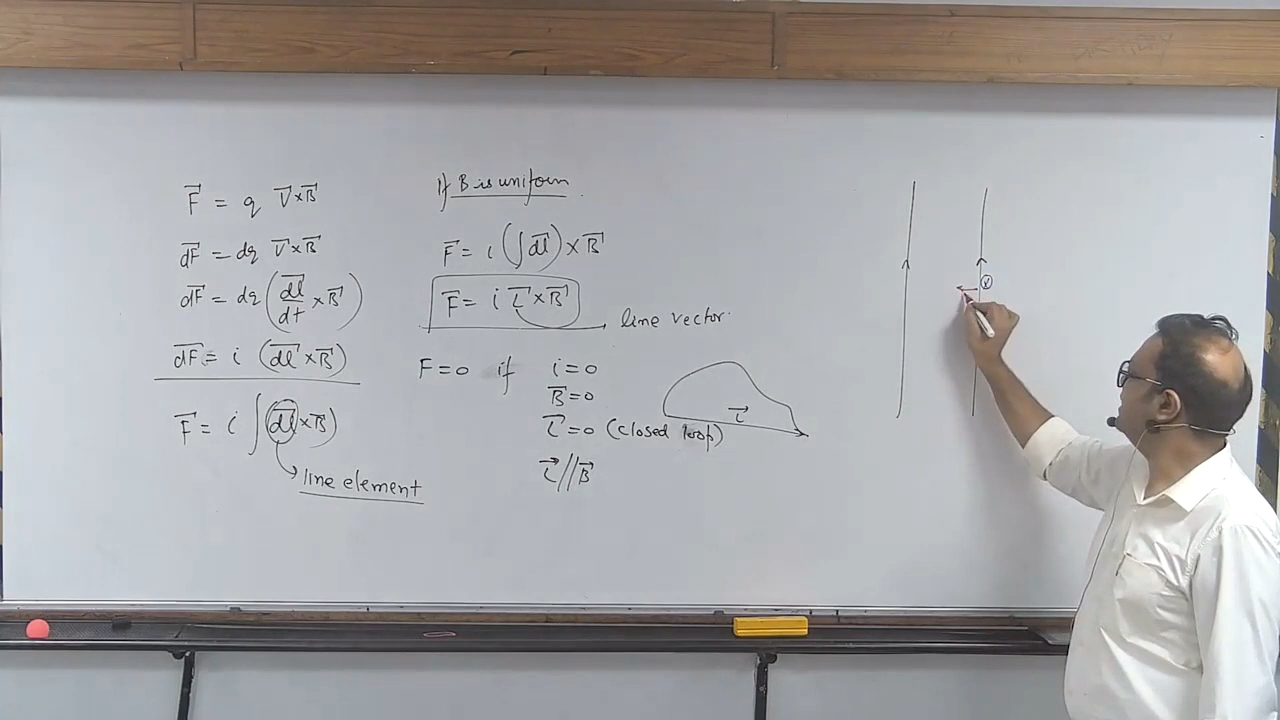 F⃗ = q V⃗×B⃗
dF⃗ = dq V⃗×B⃗
dF⃗ = dq (dl⃗/dt × B⃗)
dF⃗ = i (dl⃗×B⃗)
F⃗ = i ∫ (dl⃗×B⃗)
line element
If B is uniform
F⃗ = i (∫dl⃗) × B⃗
F⃗ = i L⃗×B⃗
line vector
F=0 if i=0
B⃗=0
L⃗=0 (closed loop)
L⃗//B⃗
L⃗
ⓧ